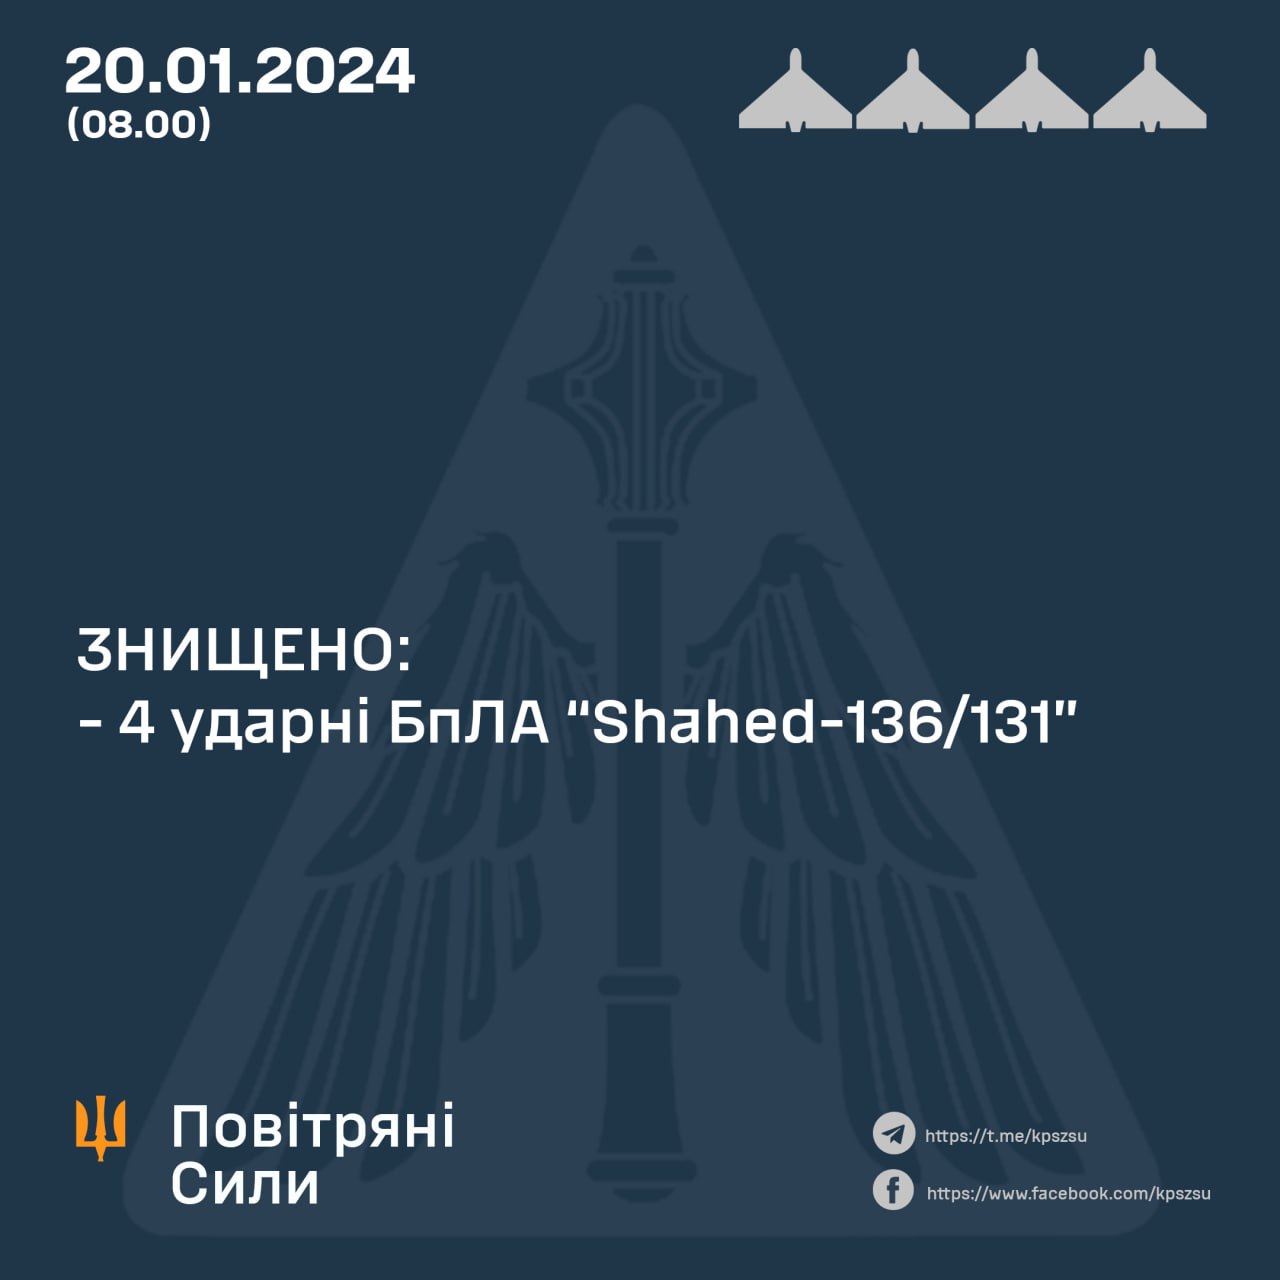 20.01.2024
(08.00)
ЗНИЩЕНО:
- 4 ударні БпЛА “Shahed-136/131”
Повітряні
Сили
https://t.me/kpszsu
https://www.facebook.com/kpszsu